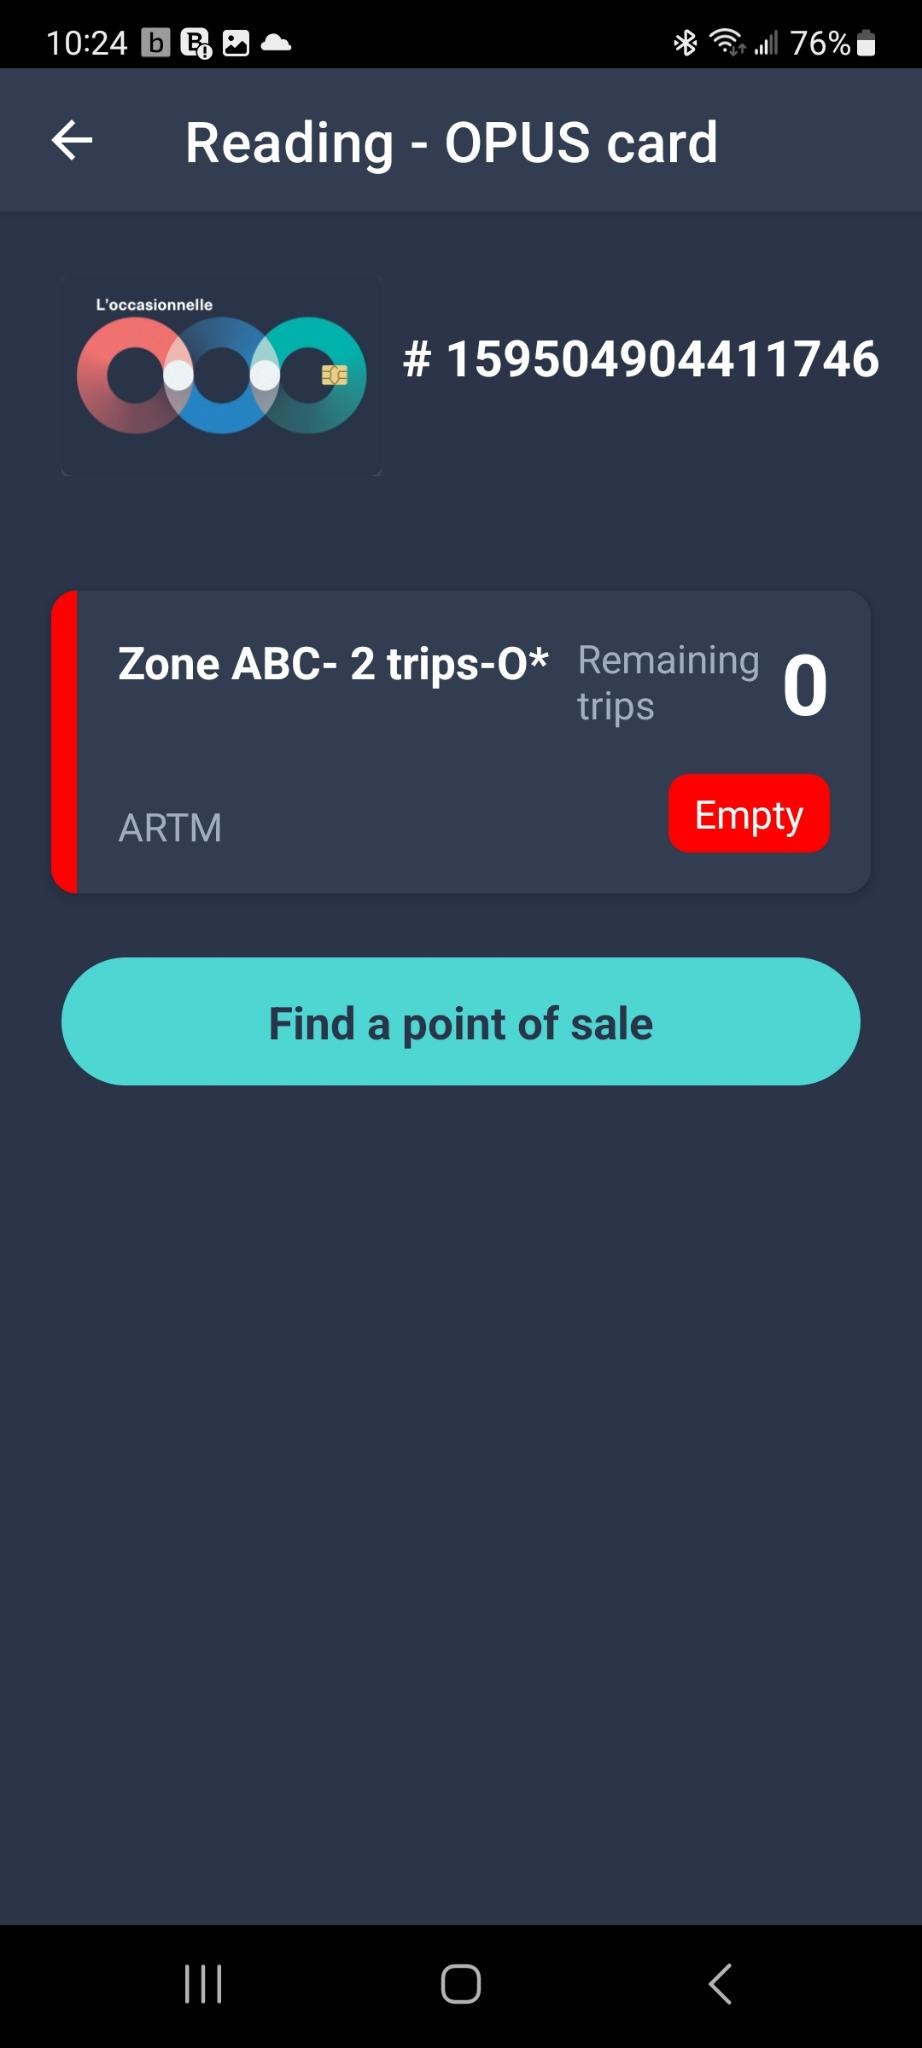 10:24
76%
Reading - OPUS card
L'occasionnelle
# 159504904411746
Zone ABC- 2 trips-O*
Remaining
trips
0
ARTM
Empty
Find a point of sale